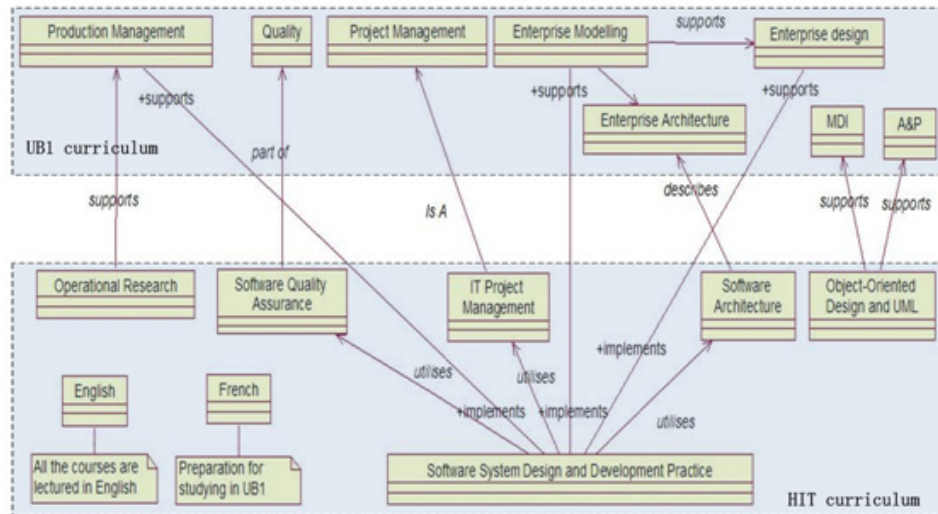 Production Management
Quality
Project Management
Enterprise Modelling
supports
Enterprise design
+supports
+supports
+supports
Enterprise Architecture
MDI
A&P
UB1 curriculum
part of
supports
Is A
describes
supports
supports
Operational Research
Software Quality
Assurance
IT Project
Management
Software
Architecture
Object-Oriented
Design and UML
+implements
utilises
utilises
English
French
+implements
+implements
utilises
All the courses are
lectured in English
Preparation for
studying in UB1
Software System Design and Development Practice
HIT curriculum